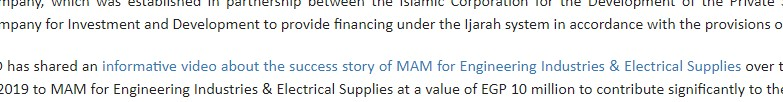 which was established in partnership between the Islamic Corporation for the Development of the Private
mpany for Investment and Development to provide financing under the Ijarah system in accordance with the provisions o
has shared an informative video about the success story of MAM for Engineering Industries & Electrical Supplies over t
2019 to MAM for Engineering Industries & Electrical Supplies at a value of EGP 10 million to contribute significantly to the